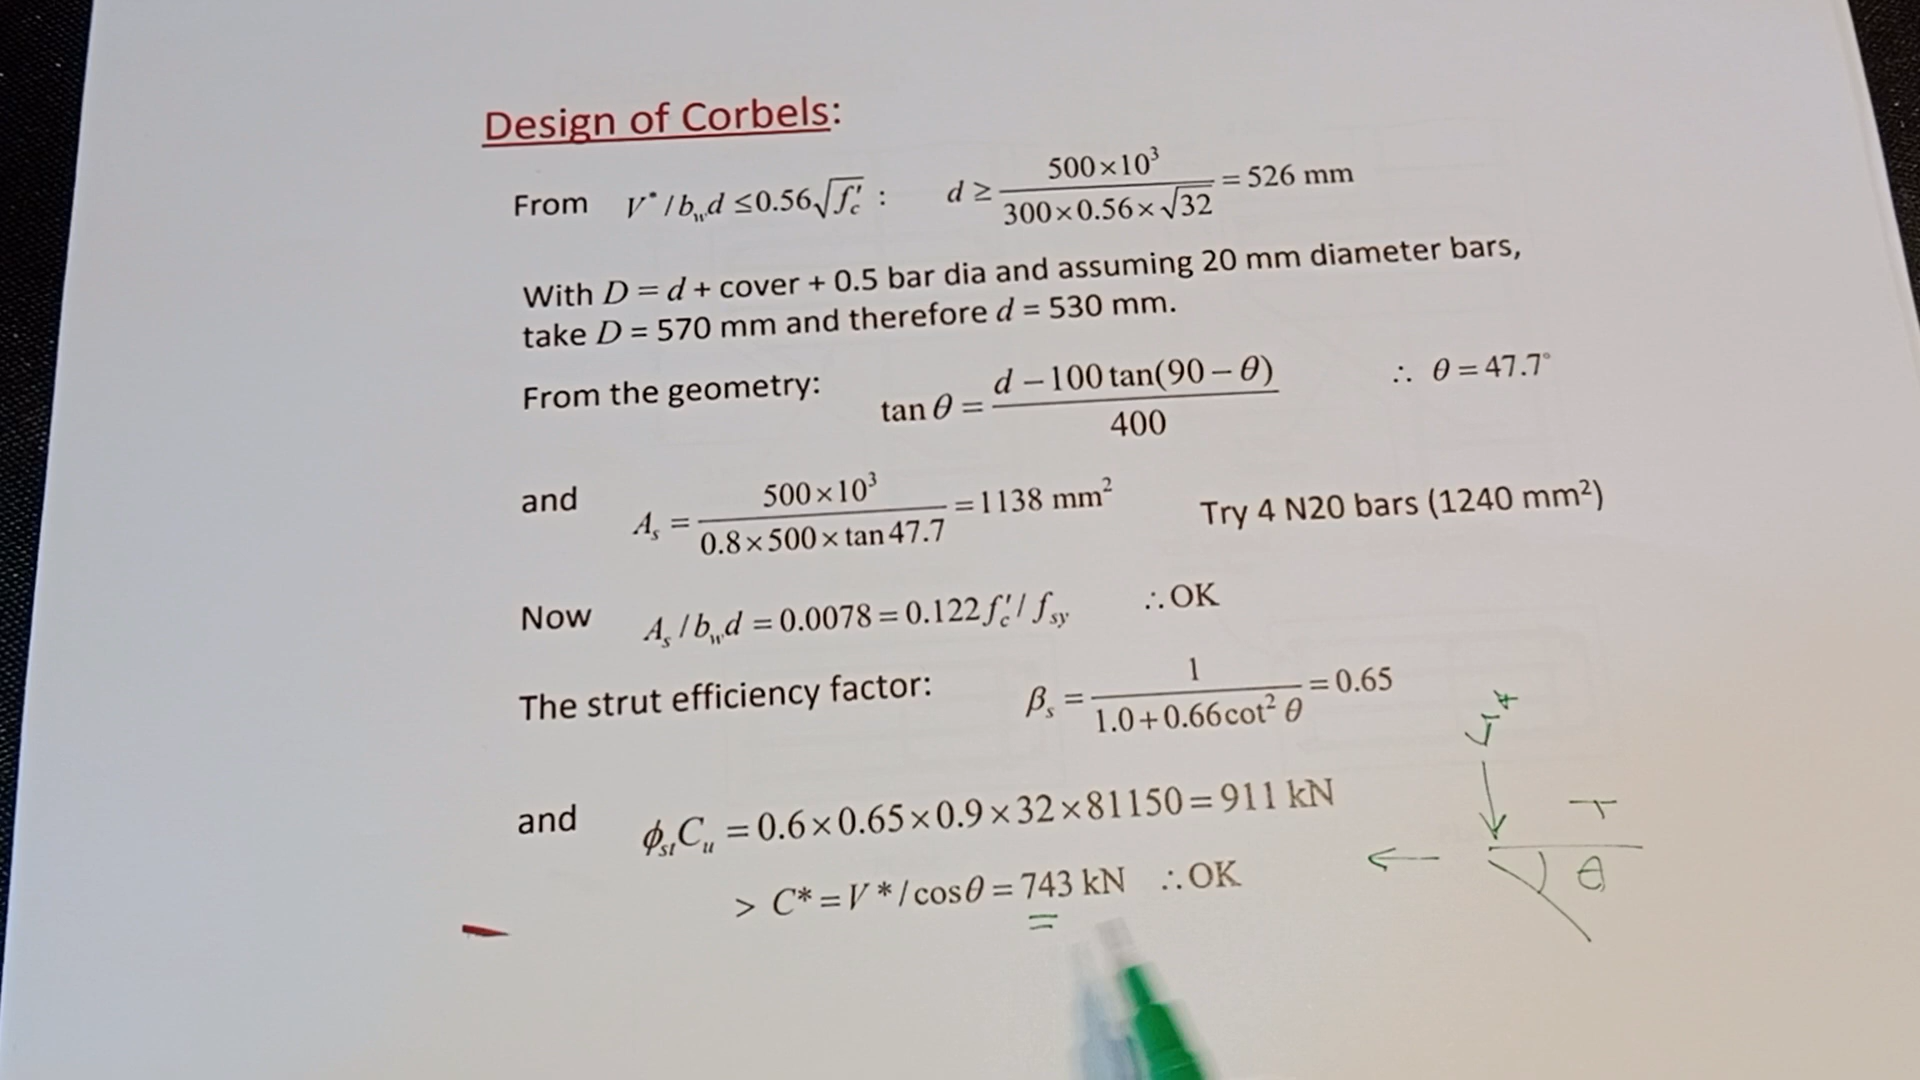 Design of Corbels:
From V*/b_w d ≤0.56√f'_c : d ≥ 500×10³ / (300×0.56×√32) = 526 mm
With D = d + cover + 0.5 bar dia and assuming 20 mm diameter bars,
take D = 570 mm and therefore d = 530 mm.
From the geometry: tan θ = (d − 100 tan(90 − θ)) / 400 ∴ θ = 47.7°
and A_s = 500×10³ / (0.8×500×tan 47.7) = 1138 mm² Try 4 N20 bars (1240 mm²)
Now A_s / b_w d = 0.0078 = 0.122 f'_c / f_sy ∴ OK
The strut efficiency factor: β_s = 1 / (1.0+0.66cot² θ) = 0.65
V*
and ϕ_st C_u = 0.6×0.65×0.9×32×81150 = 911 kN
T
θ
> C* = V*/cosθ = 743 kN ∴ OK